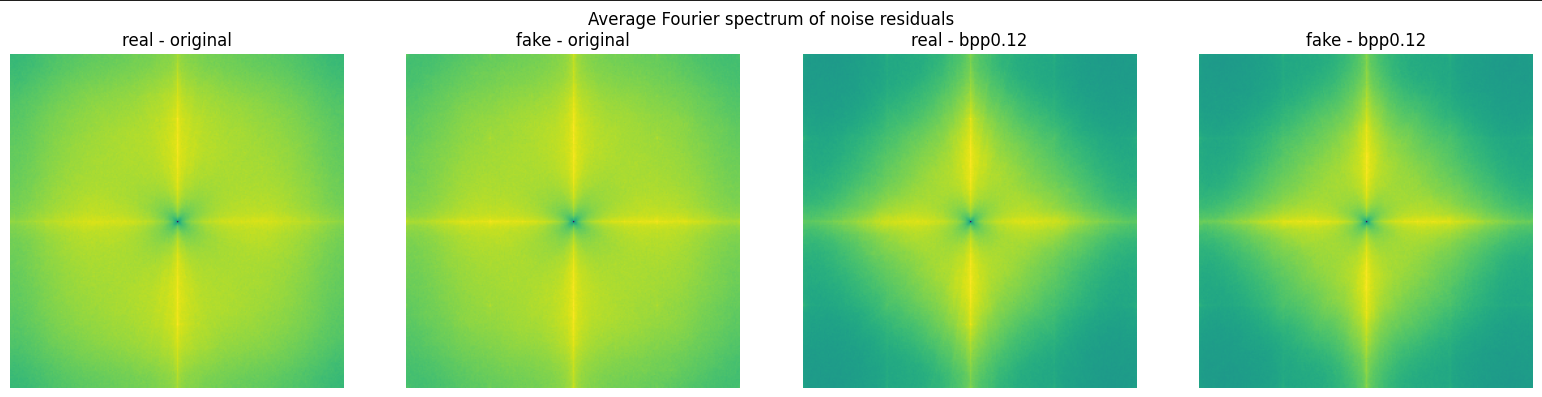 Average Fourier spectrum of noise residuals
real - original
fake - original
real - bpp0.12
fake - bpp0.12